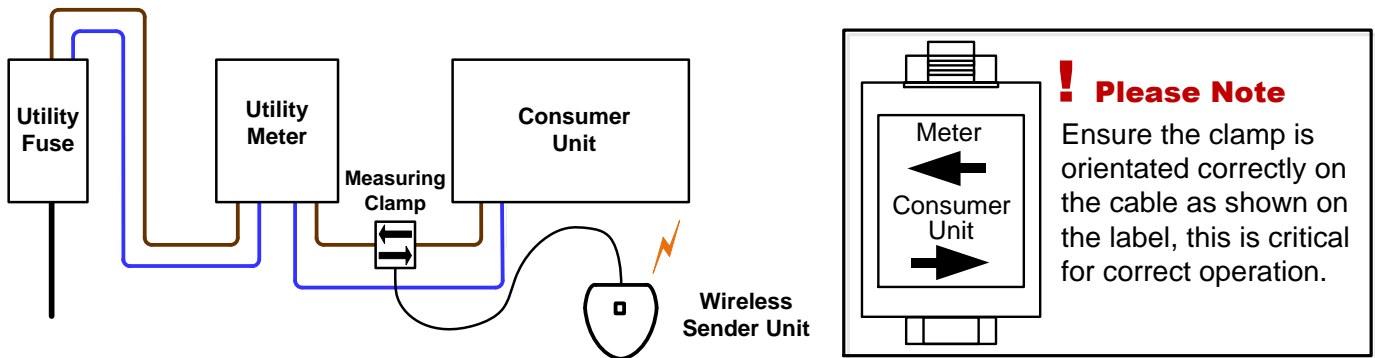 Utility
Fuse
Utility
Meter
Measuring
Clamp
Consumer
Unit
Wireless
Sender Unit
Meter
Consumer
Unit
! Please Note
Ensure the clamp is
orientated correctly on
the cable as shown on
the label, this is critical
for correct operation.